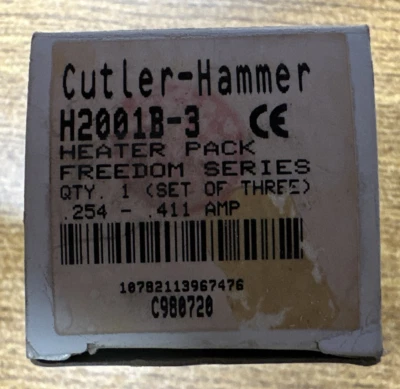 Cutler-Hammer
H2001B-3 CE
HEATER PACK
FREEDOM SERIES
QTY. 1 (SET OF THREE)
.254 - .411 AMP
10782113967476
C980720